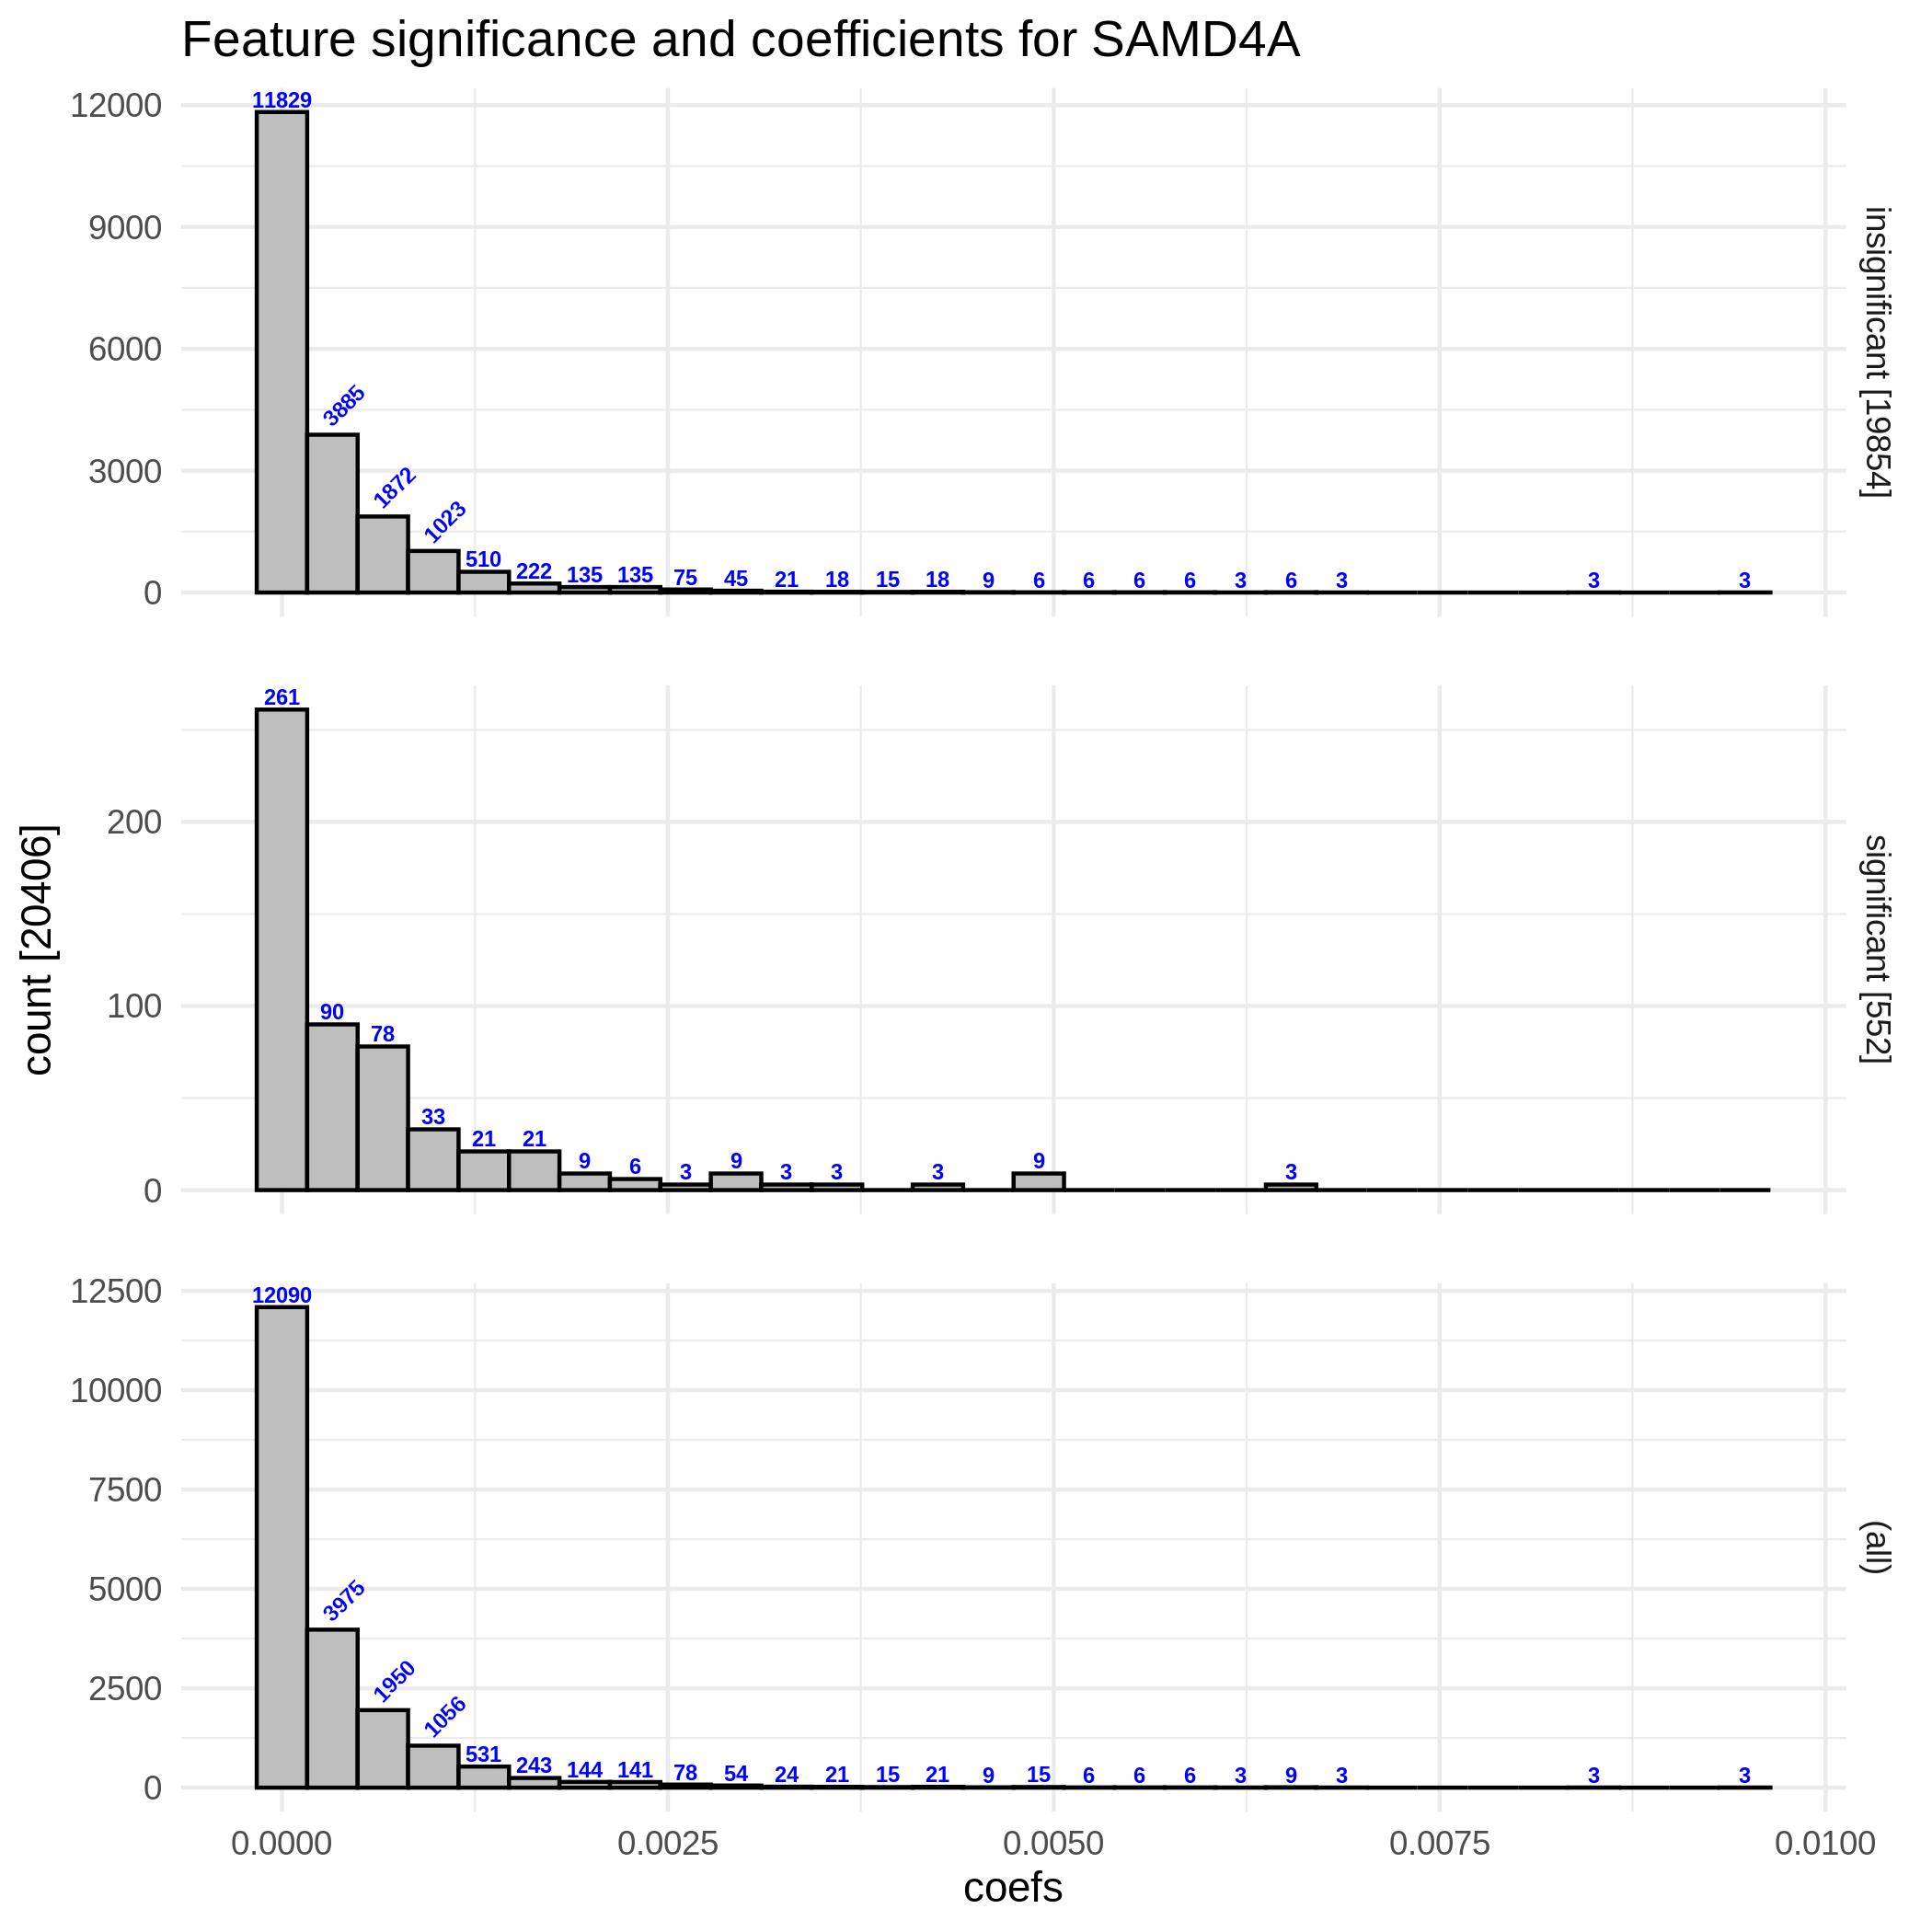 Feature significance and coefficients for SAMD4A
12000
9000
6000
3000
0
11829
3885
1872
1023
510 222 135 135 75 45 21 18 15 18 9 6 6 6 6 3 6 3 3 3
insignificant [19854]
count [20406]
200
100
0
261
90
78
33
21 21
9 6 3 9 3 3 3 9 3
significant [552]
12500
10000
7500
5000
2500
0
12090
3975
1950
1056
531 243 144 141 78 54 24 21 15 21 9 15 6 6 6 3 9 3 3 3
(all)
0.0000 0.0025 0.0050 0.0075 0.0100
coefs